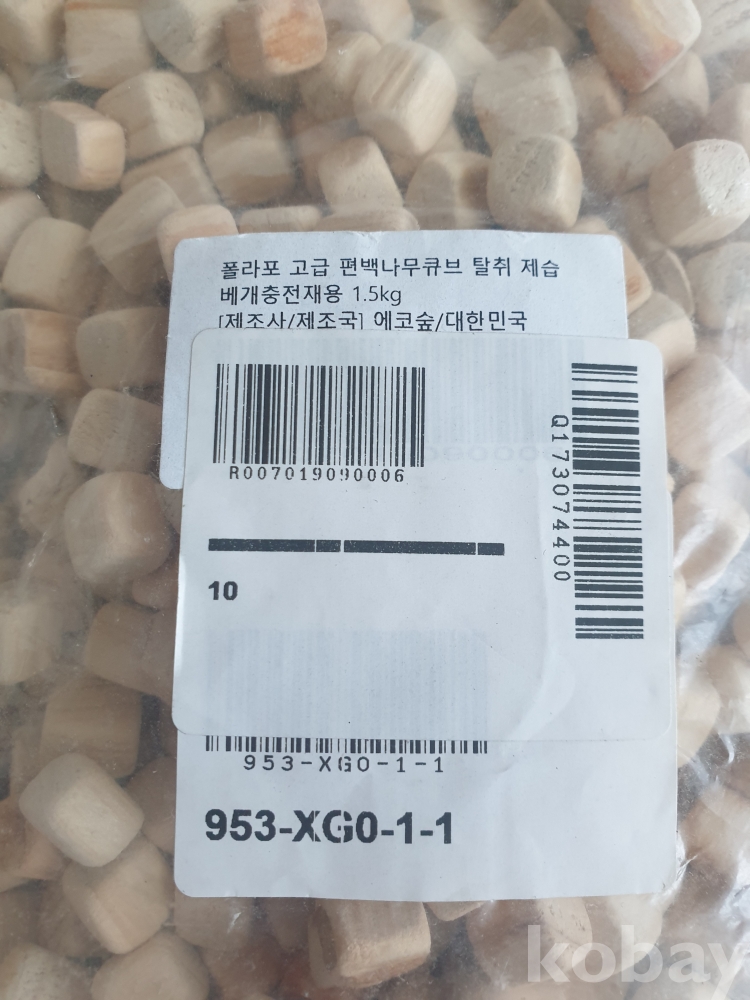 폴라포 고급 편백나무큐브 탈취 제습
베개충전재용 1.5kg
[제조사/제조국] 에코숲/대한민국
R007019090006
Q1730744400
10
953-XG0-1-1
953-XG0-1-1
kobay